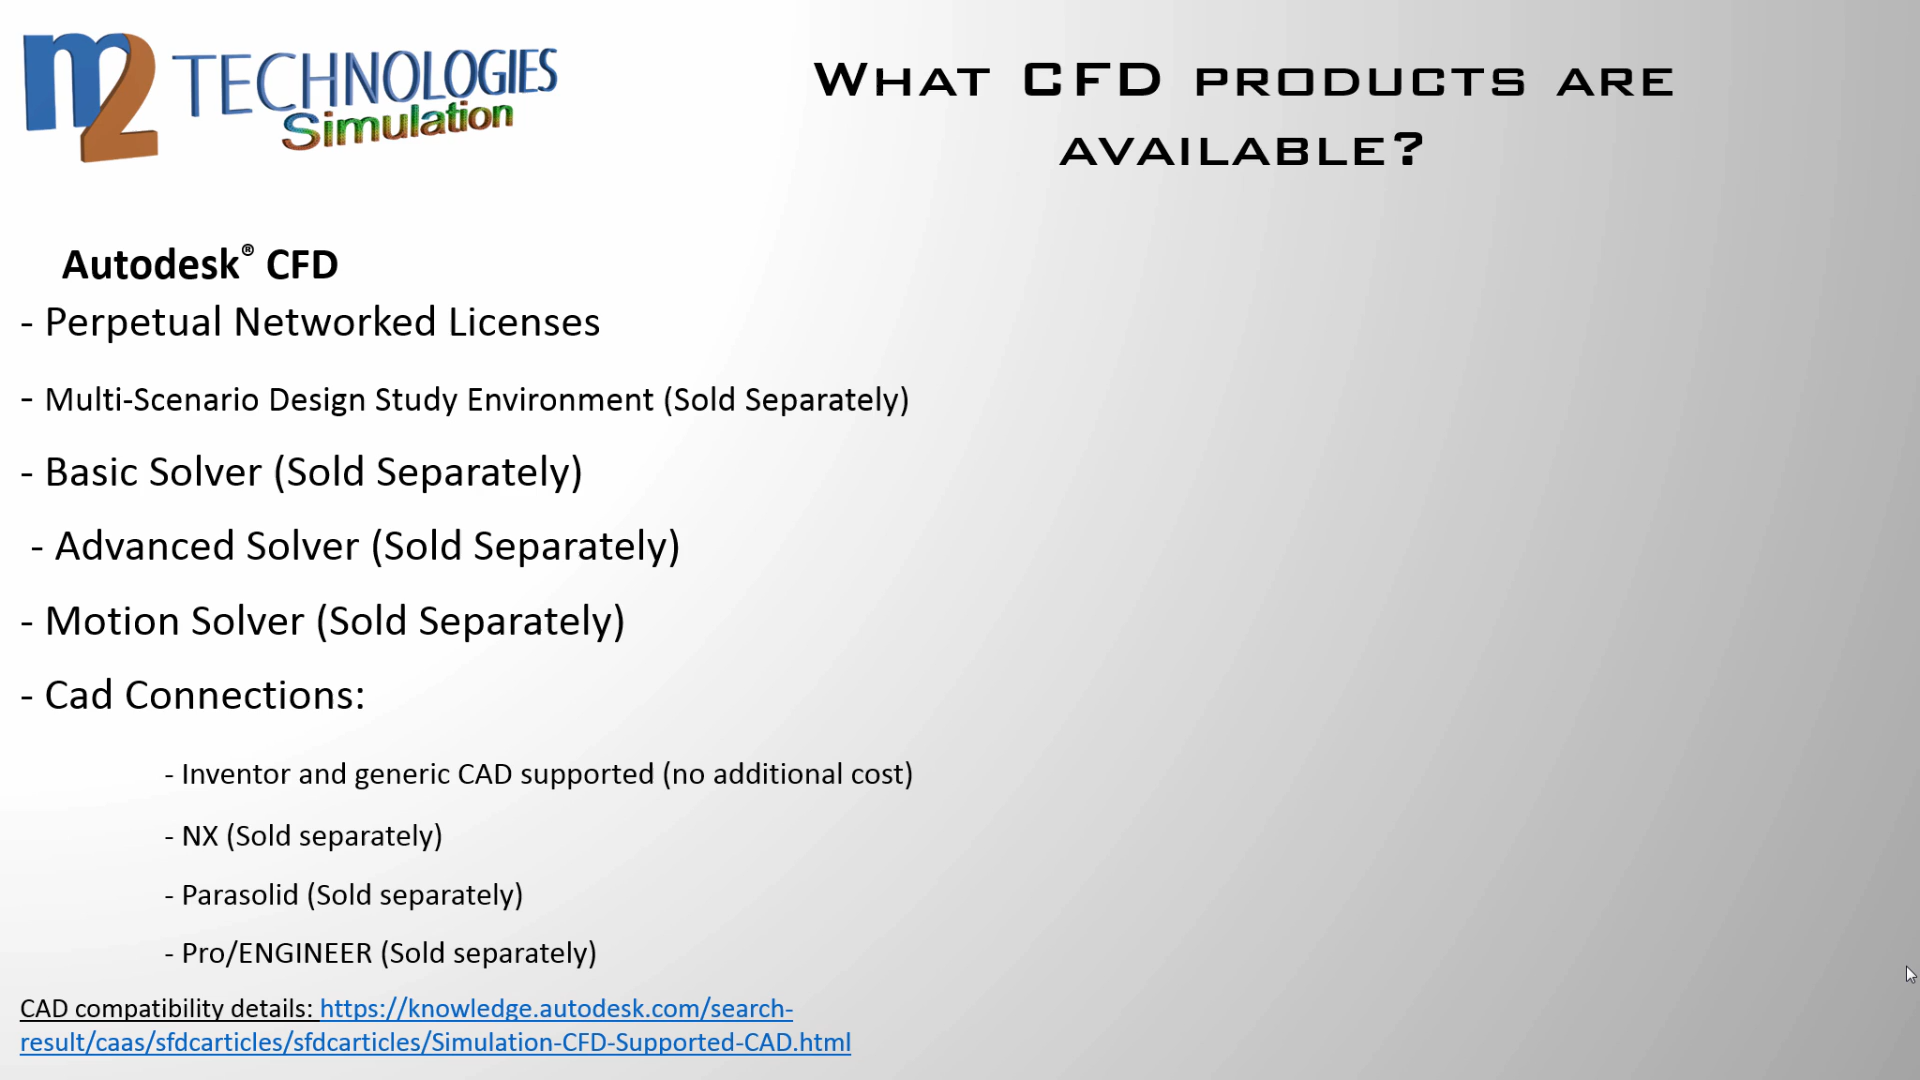 m2 TECHNOLOGIES
Simulation
WHAT CFD PRODUCTS ARE
AVAILABLE?
Autodesk® CFD
- Perpetual Networked Licenses
- Multi-Scenario Design Study Environment (Sold Separately)
- Basic Solver (Sold Separately)
- Advanced Solver (Sold Separately)
- Motion Solver (Sold Separately)
- Cad Connections:
- Inventor and generic CAD supported (no additional cost)
- NX (Sold separately)
- Parasolid (Sold separately)
- Pro/ENGINEER (Sold separately)
CAD compatibility details: https://knowledge.autodesk.com/search-
result/caas/sfdcarticles/sfdcarticles/Simulation-CFD-Supported-CAD.html